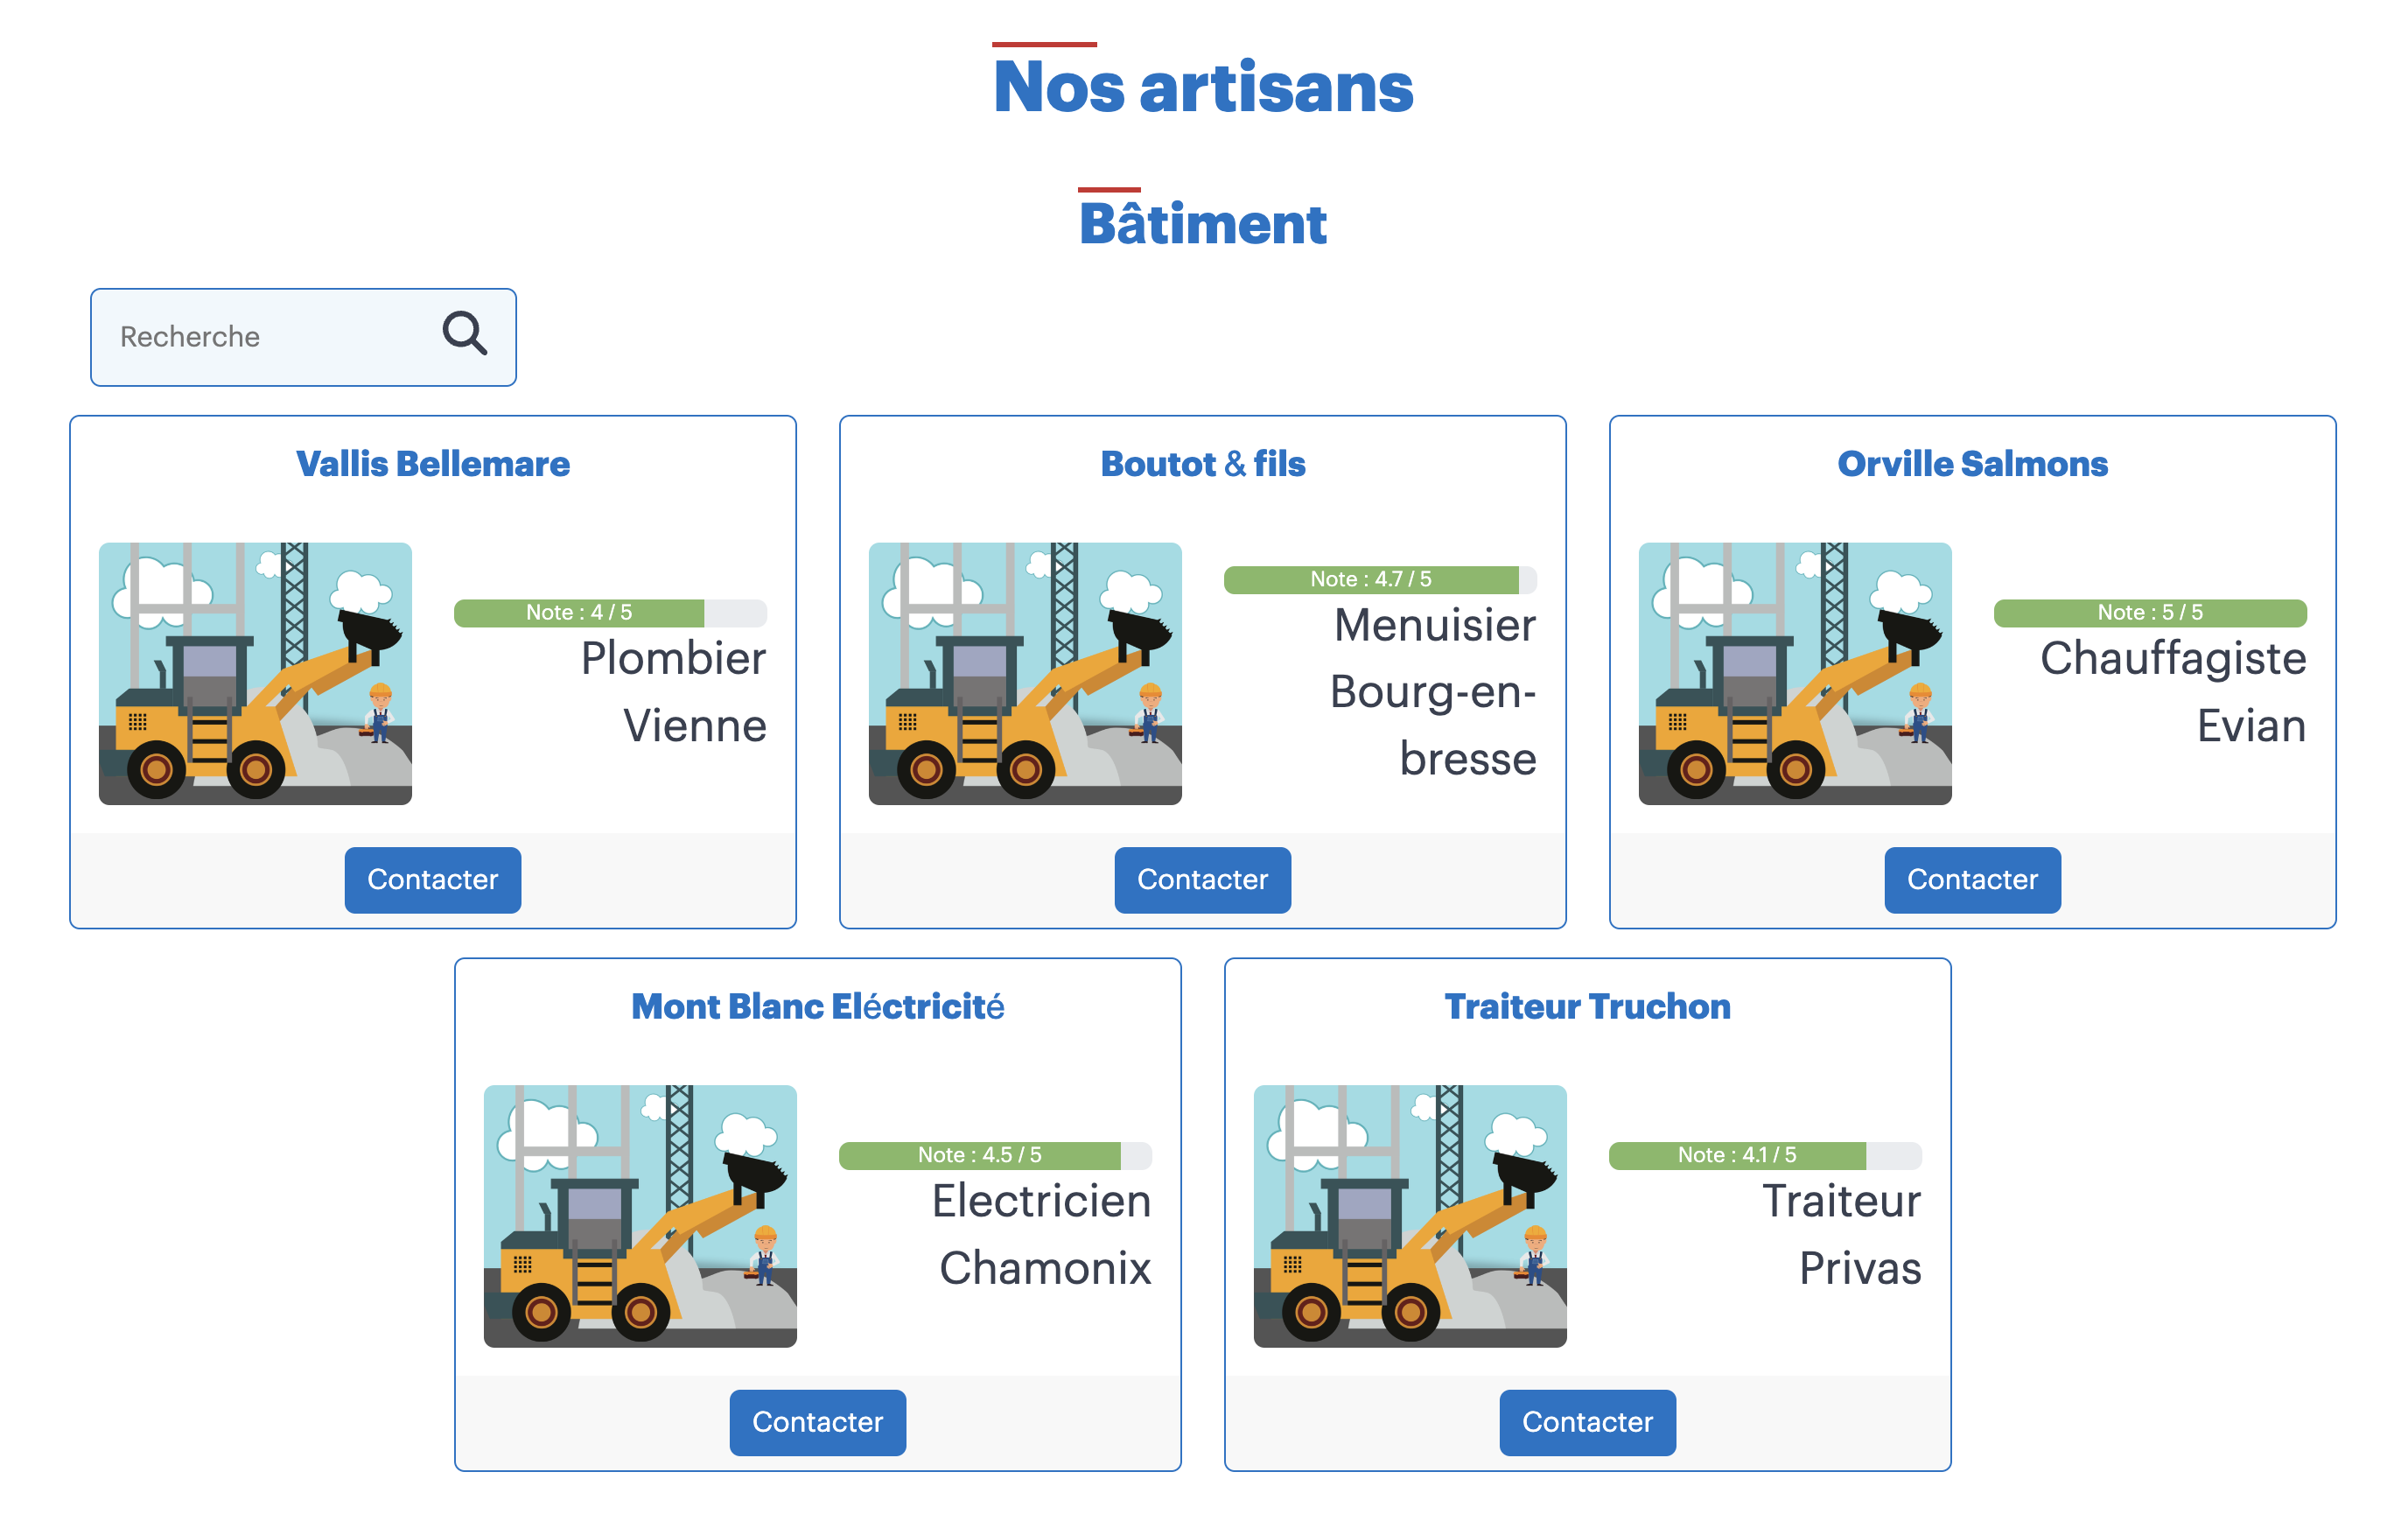 Nos artisans
Bâtiment
Recherche
Vallis Bellemare
Note : 4 / 5
Plombier
Vienne
Contacter
Boutot & fils
Note : 4.7 / 5
Menuisier
Bourg-en-
bresse
Contacter
Orville Salmons
Note : 5 / 5
Chauffagiste
Evian
Contacter
Mont Blanc Eléctricité
Note : 4.5 / 5
Electricien
Chamonix
Contacter
Traiteur Truchon
Note : 4.1 / 5
Traiteur
Privas
Contacter